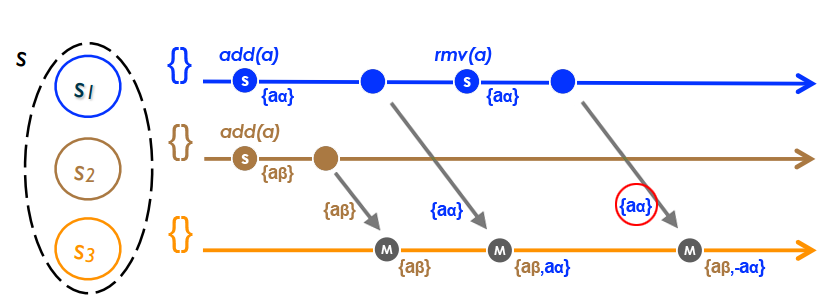 S
s1
{}
add(a)
S
{aα}
rmv(a)
S
{aα}
s2
{}
add(a)
S
{aβ}
{aβ}
{aα}
{aα}
s3
{}
M
{aβ}
M
{aβ,aα}
M
{aβ,-aα}